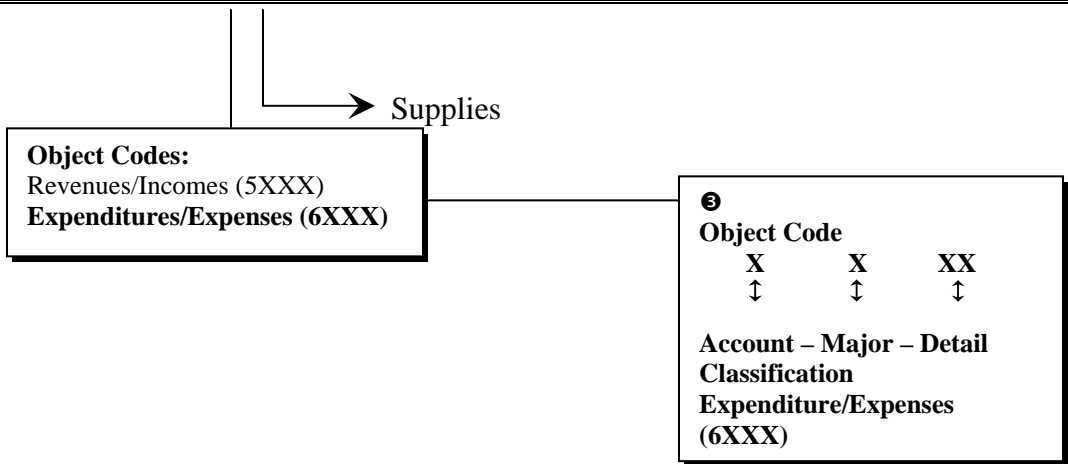 Supplies
Object Codes:
Revenues/Incomes (5XXX)
Expenditures/Expenses (6XXX)
❸
Object Code
X X XX
↕ ↕ ↕
Account – Major – Detail
Classification
Expenditure/Expenses
(6XXX)